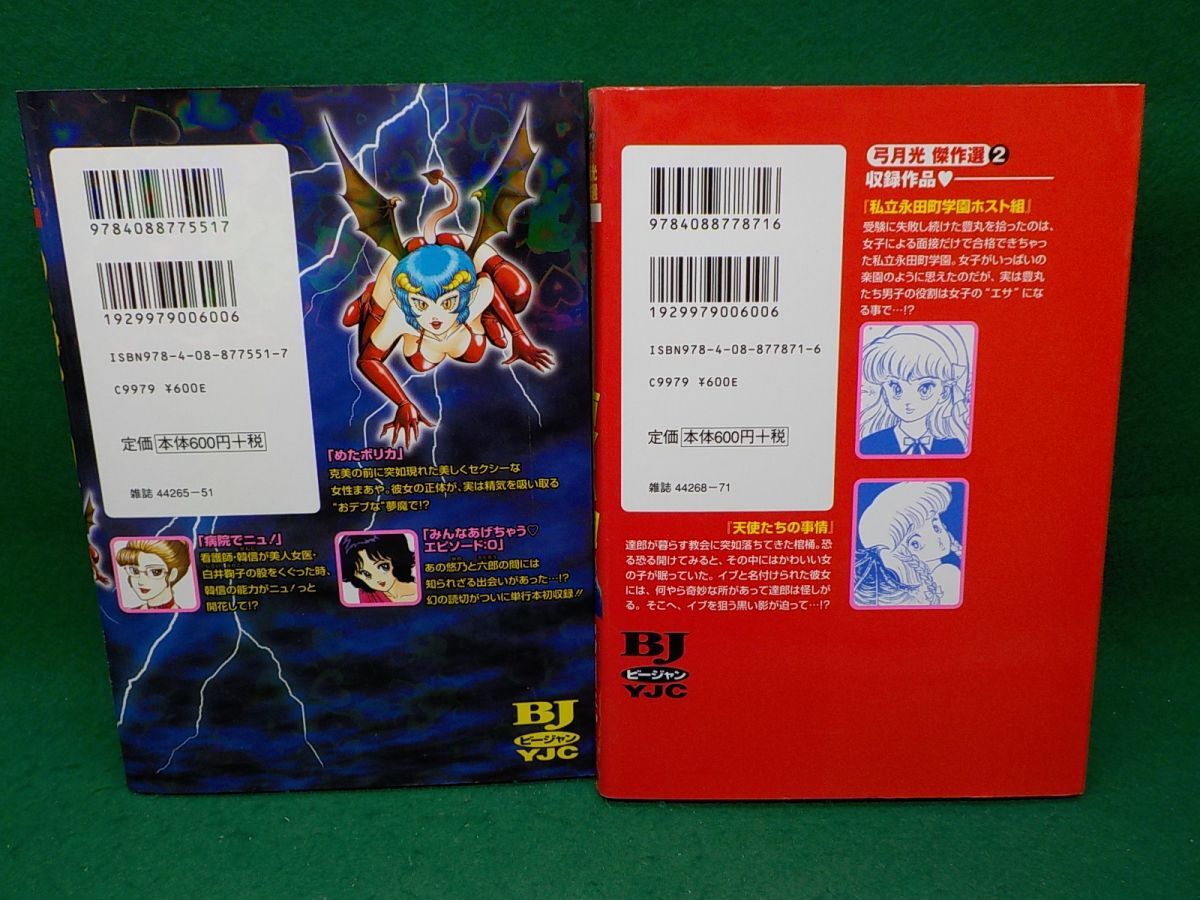 9784088775517
1929979006006
ISBN978-4-08-877551-7
C9979 ¥600E
定価 本体600円+税
雑誌 44265-51
「めたボリカ」
克美の前に突如現れた美しくセクシーな
女性まあや。彼女の正体が、実は精気を吸い取る
"おデブな"夢魔で!?
「病院でニュ!」
看護師・韓信が美人女医・
白井絢子の股をくぐった時、
韓信の能力がニュ!っと
開花して!?
「みんなあげちゃう♡
エピソード:0」
あの悠乃と六郎の間には
知られざる出会いがあった…!?
幻の読切がついに単行本初収録!!
BJ
ビージャン
YJC
9784088778716
1929979006006
ISBN978-4-08-877871-6
C9979 ¥600E
定価 本体600円+税
雑誌 44268-71
弓月光 傑作選2
収録作品♥
『私立永田町学園ホスト組』
受験に失敗し続けた豊丸を拾ったのは、
女子による面接だけで合格できちゃっ
た私立永田町学園。女子がいっぱいの
楽園のように思えたのだが、実は豊丸
たち男子の役割は女子の"エサ"にな
る事で…!?
『天使たちの事情』
達郎が暮らす教会に突如落ちてきた棺桶。恐
る恐る開けてみると、その中にはかわいい女
の子が眠っていた。イブと名付けられた彼女
には、何やら奇妙な所があって達郎は怪しが
る。そこへ、イブを狙う黒い影が迫って…!?
BJ
ビージャン
YJC